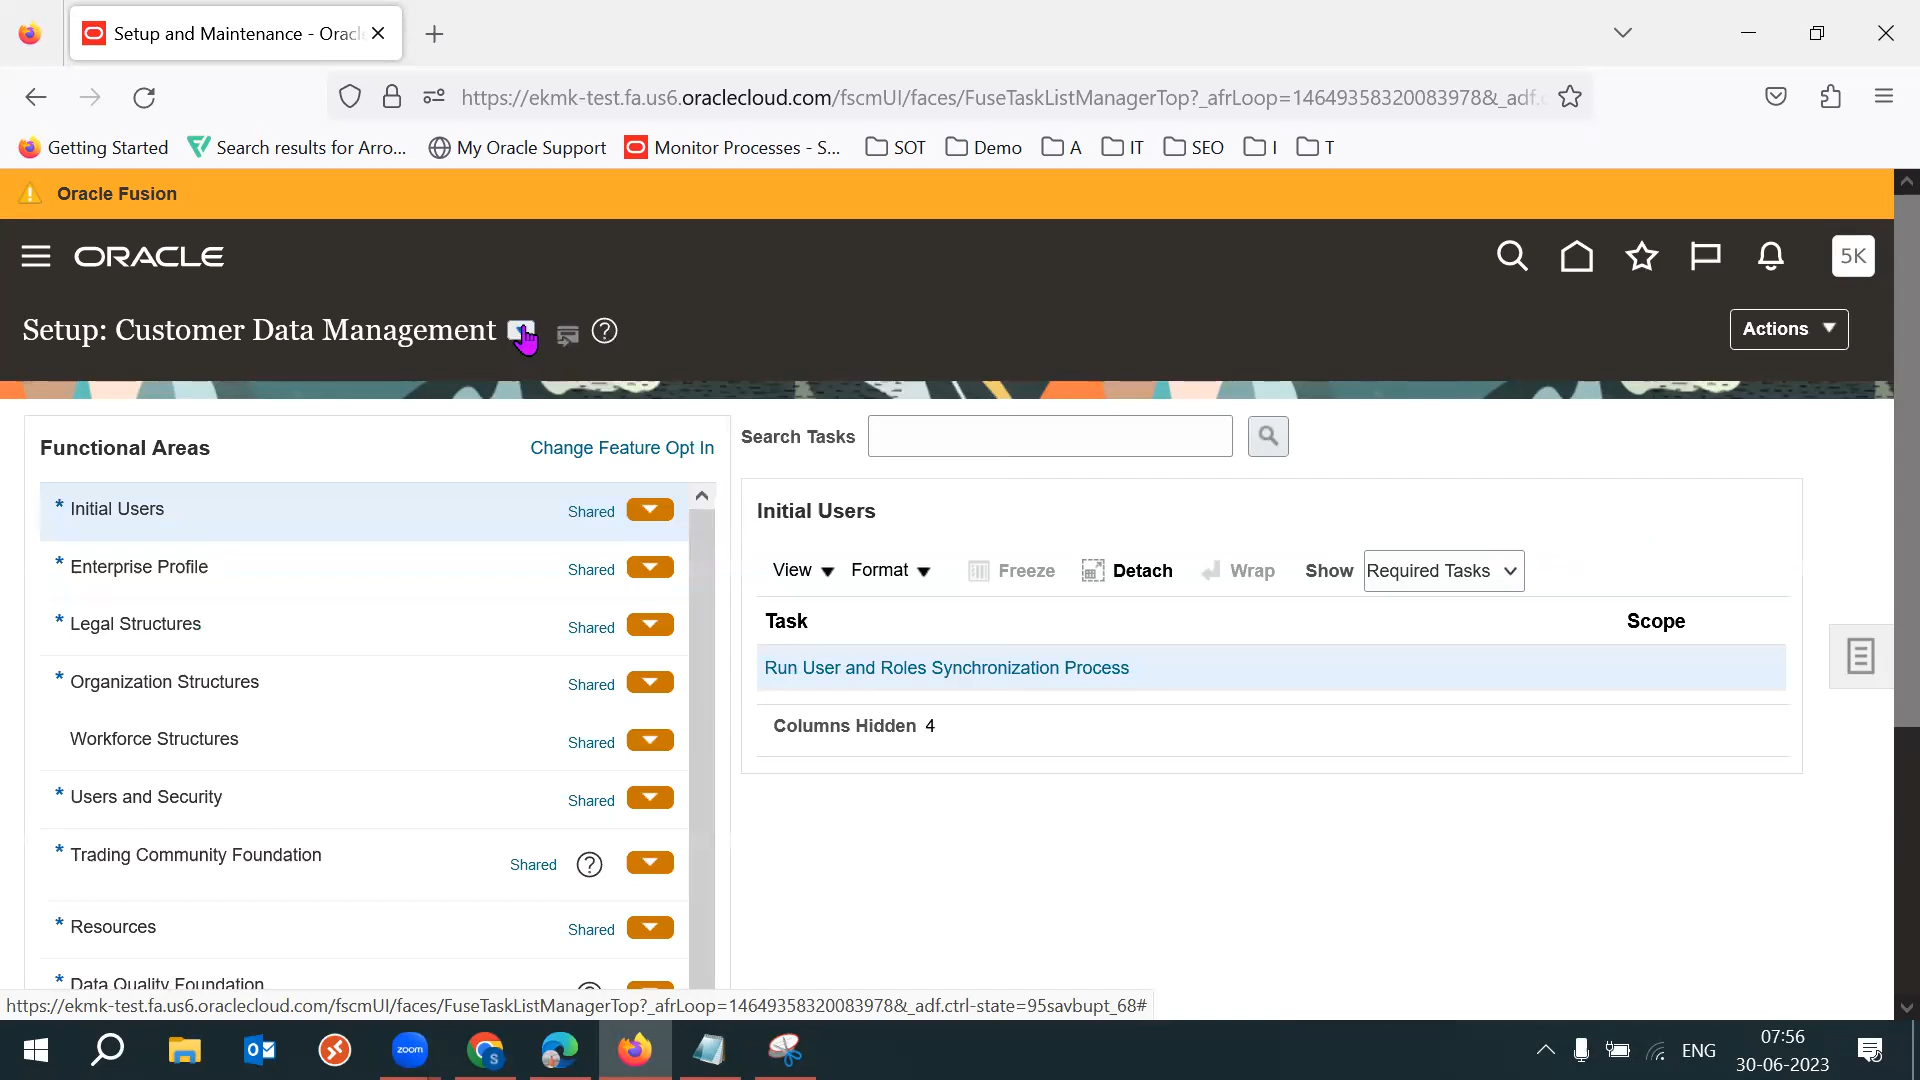 Setup and Maintenance - Oracl
https://ekmk-test.fa.us6.oraclecloud.com/fscmUI/faces/FuseTaskListManagerTop?_afrLoop=14649358320083978&_adf.c
Getting Started
Search results for Arro...
My Oracle Support
Monitor Processes - S...
SOT
Demo
A
IT
SEO
I
T
Oracle Fusion
ORACLE
5K
Setup: Customer Data Management
Actions
Functional Areas
Change Feature Opt In
Search Tasks
* Initial Users Shared
* Enterprise Profile Shared
* Legal Structures Shared
* Organization Structures Shared
Workforce Structures Shared
* Users and Security Shared
* Trading Community Foundation Shared ?
* Resources Shared
* Data Quality Foundation
Initial Users
View Format Freeze Detach Wrap Show Required Tasks
Task Scope
Run User and Roles Synchronization Process
Columns Hidden 4
https://ekmk-test.fa.us6.oraclecloud.com/fscmUI/faces/FuseTaskListManagerTop?_afrLoop=14649358320083978&_adf.ctrl-state=95savbupt_68#
zoom
S
ENG
07:56
30-06-2023